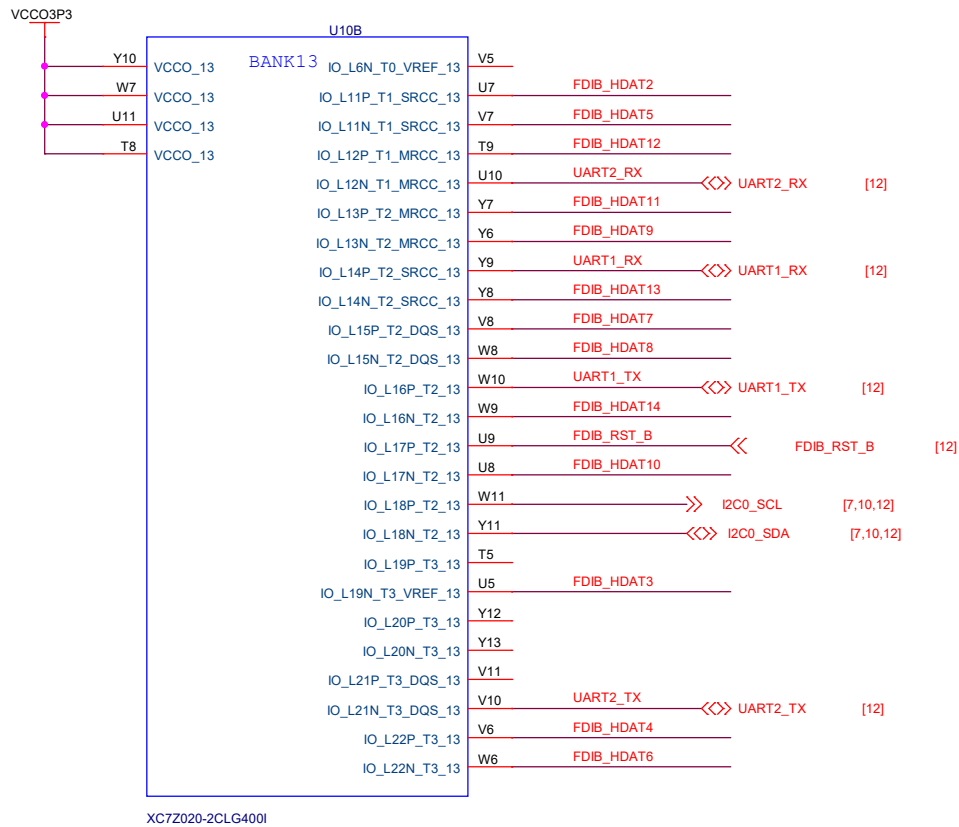 VCCO3P3
U10B
BANK13
Y10 VCCO_13
W7 VCCO_13
U11 VCCO_13
T8 VCCO_13
IO_L6N_T0_VREF_13 V5
IO_L11P_T1_SRCC_13 U7 FDIB_HDAT2
IO_L11N_T1_SRCC_13 V7 FDIB_HDAT5
IO_L12P_T1_MRCC_13 T9 FDIB_HDAT12
IO_L12N_T1_MRCC_13 U10 UART2_RX UART2_RX [12]
IO_L13P_T2_MRCC_13 Y7 FDIB_HDAT11
IO_L13N_T2_MRCC_13 Y6 FDIB_HDAT9
IO_L14P_T2_SRCC_13 Y9 UART1_RX UART1_RX [12]
IO_L14N_T2_SRCC_13 Y8 FDIB_HDAT13
IO_L15P_T2_DQS_13 V8 FDIB_HDAT7
IO_L15N_T2_DQS_13 W8 FDIB_HDAT8
IO_L16P_T2_13 W10 UART1_TX UART1_TX [12]
IO_L16N_T2_13 W9 FDIB_HDAT14
IO_L17P_T2_13 U9 FDIB_RST_B FDIB_RST_B [12]
IO_L17N_T2_13 U8 FDIB_HDAT10
IO_L18P_T2_13 W11 I2C0_SCL [7,10,12]
IO_L18N_T2_13 Y11 I2C0_SDA [7,10,12]
IO_L19P_T3_13 T5
IO_L19N_T3_VREF_13 U5 FDIB_HDAT3
IO_L20P_T3_13 Y12
IO_L20N_T3_13 Y13
IO_L21P_T3_DQS_13 V11
IO_L21N_T3_DQS_13 V10 UART2_TX UART2_TX [12]
IO_L22P_T3_13 V6 FDIB_HDAT4
IO_L22N_T3_13 W6 FDIB_HDAT6
XC7Z020-2CLG400I